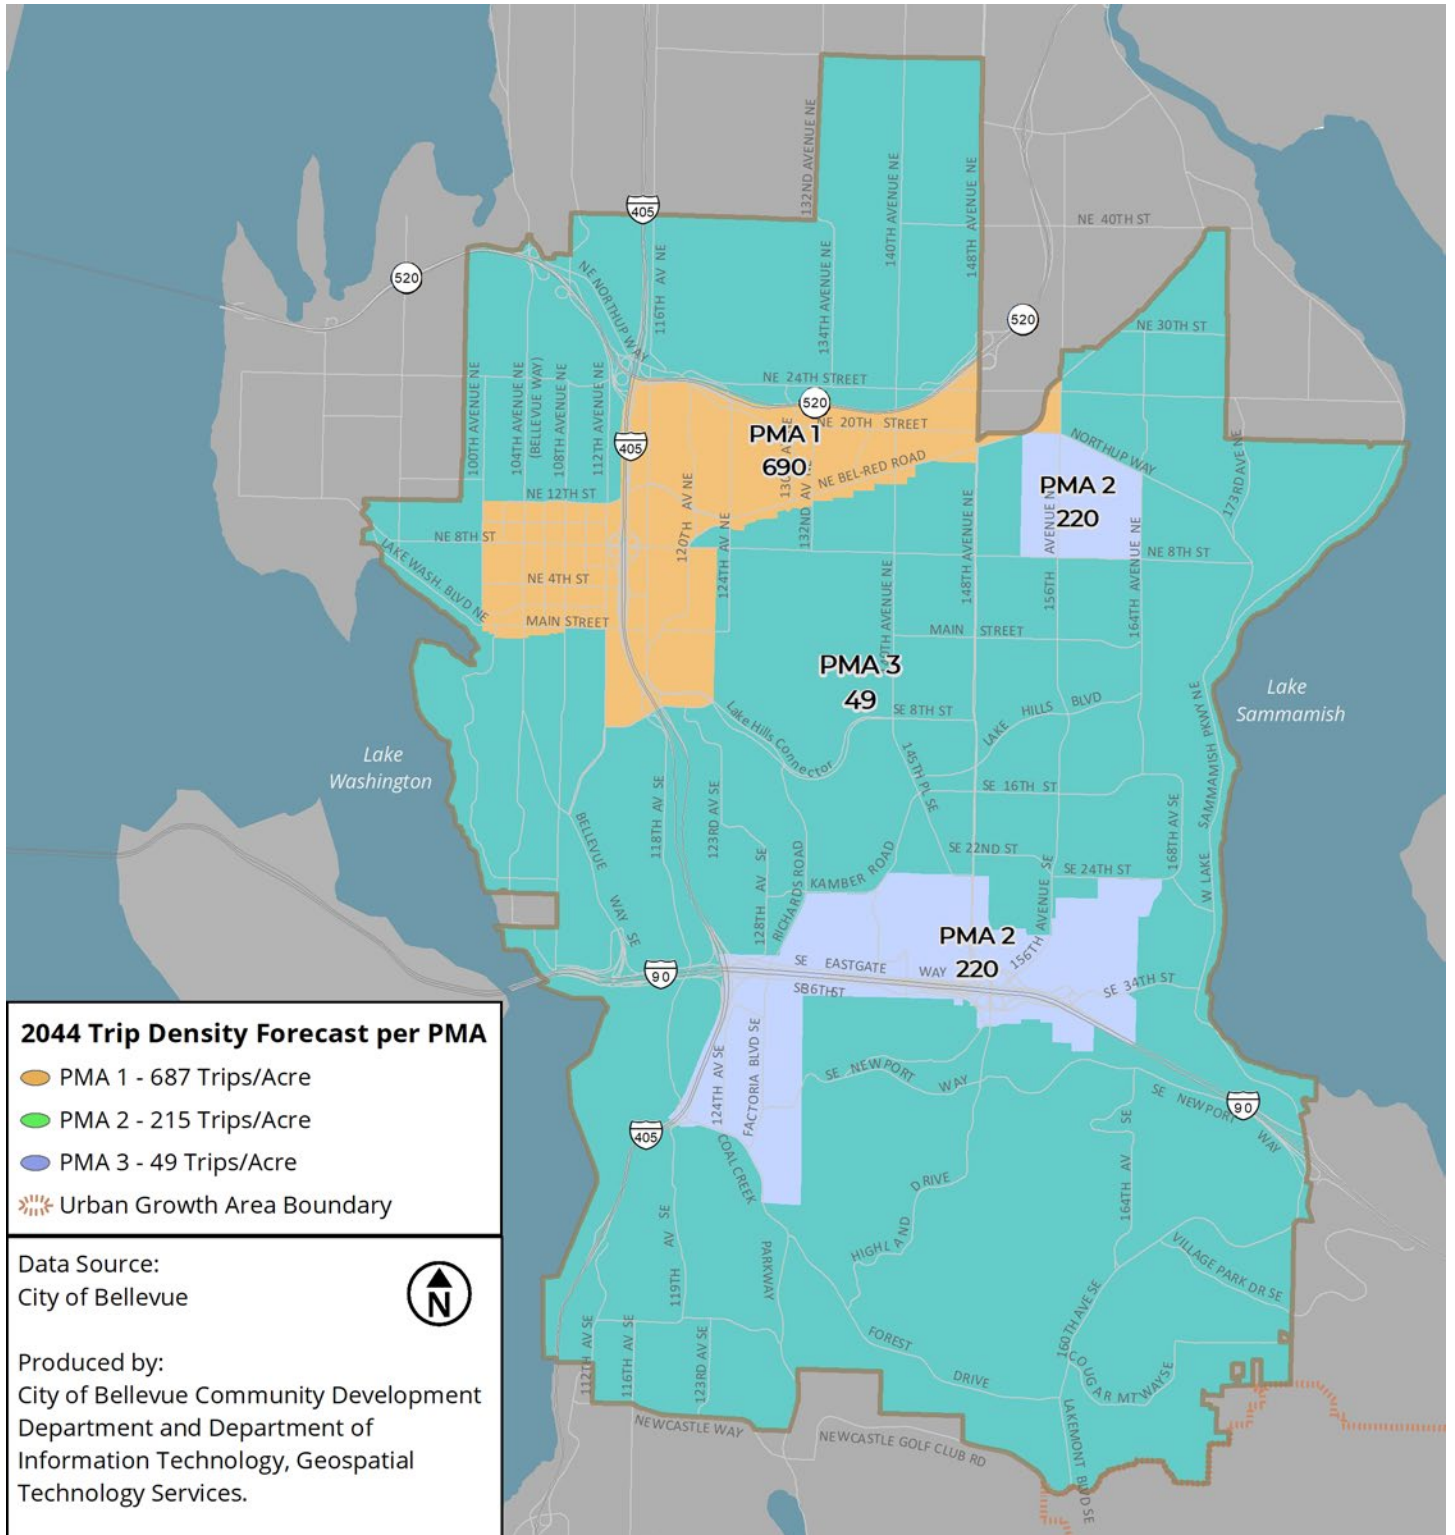 132ND AVENUE NE
140TH AVENUE NE
148TH AVENUE NE
NE 40TH ST
405
520
NE NORTHUP WAY
116TH AV NE
134TH AVENUE NE
520
NE 30TH ST
100TH AVENUE NE
104TH AVENUE NE
(BELLEVUE WAY)
108TH AVENUE NE
112TH AVENUE NE
NE 24TH STREET
520
NE 20TH STREET
405
PMA 1
690
NE BEL-RED ROAD
132ND AV NE
NORTHUP WAY
173RD AVE NE
PMA 2
220
NE 12TH ST
NE 8TH ST
120TH AV NE
124TH AV NE
148TH AVENUE NE
156TH AVENUE NE
164TH AVENUE NE
NE 8TH ST
LAKE WASH. BLVD NE
NE 4TH ST
MAIN STREET
MAIN STREET
PMA 3
49
AVENUE NE
SE 8TH ST
LAKE HILLS BLVD
Lake Hills Connector
145TH PL SE
SE 16TH ST
W LAKE SAMMAMISH PKWY NE
Lake
Sammamish
Lake
Washington
BELLEVUE WAY SE
118TH AV SE
123RD AV SE
128TH AV SE
RICHARDS ROAD
KAMBER ROAD
SE 22ND ST
SE 24TH ST
168TH AV SE
156TH AVENUE SE
PMA 2
220
90
SE EASTGATE WAY
SE 34TH ST
124TH AV SE
FACTORIA BLVD SE
SE NEWPORT WAY
SE NEWPORT WAY
90
405
COAL CREEK PARKWAY
HIGHLAND DRIVE
164TH AV SE
VILLAGE PARK DR SE
119TH AV SE
160TH AVE SE
FOREST DRIVE
COUGAR MT WAY SE
112TH AV SE
116TH AV SE
123RD AV SE
LAKEMONT BLVD SE
NEWCASTLE WAY
NEWCASTLE GOLF CLUB RD
2044 Trip Density Forecast per PMA
PMA 1 - 687 Trips/Acre
PMA 2 - 215 Trips/Acre
PMA 3 - 49 Trips/Acre
Urban Growth Area Boundary
Data Source:
City of Bellevue
N
Produced by:
City of Bellevue Community Development
Department and Department of
Information Technology, Geospatial
Technology Services.